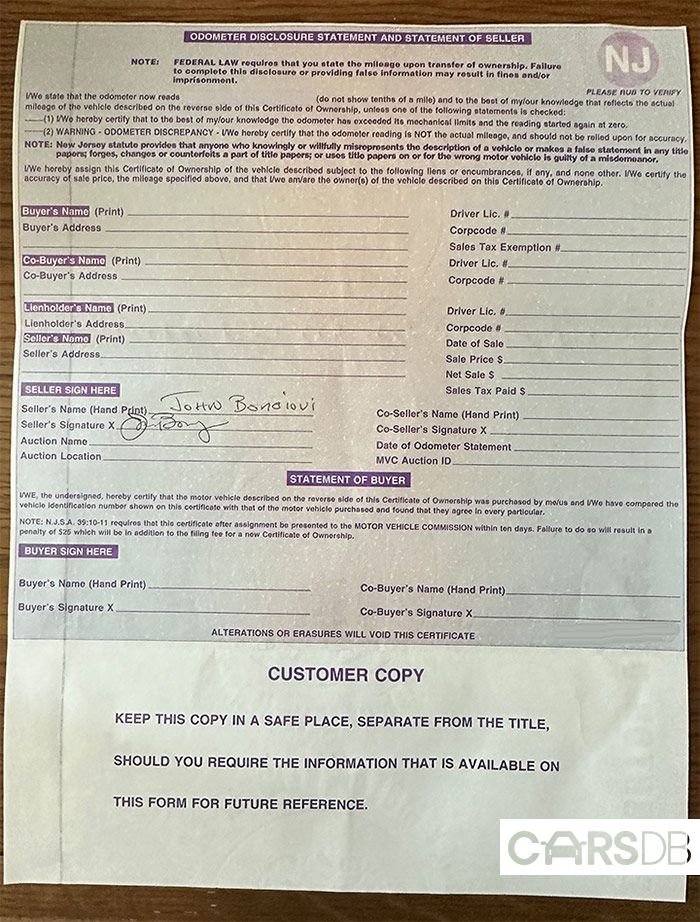 ODOMETER DISCLOSURE STATEMENT AND STATEMENT OF SELLER
NJ
PLEASE RUB TO VERIFY
NOTE: FEDERAL LAW requires that you state the mileage upon transfer of ownership. Failure
to complete this disclosure or providing false information may result in fines and/or
imprisonment.
I/We state that the odometer now reads (do not show tenths of a mile) and to the best of my/our knowledge that reflects the actual
mileage of the vehicle described on the reverse side of this Certificate of Ownership, unless one of the following statements is checked:
(1) I/We hereby certify that to the best of my/our knowledge the odometer has exceeded its mechanical limits and the reading started again at zero.
(2) WARNING - ODOMETER DISCREPANCY - I/We hereby certify that the odometer reading is NOT the actual mileage, and should not be relied upon for accuracy.
NOTE: New Jersey statute provides that anyone who knowingly or willfully misrepresents the description of a vehicle or makes a false statement in any title
papers; forges, changes or counterfeits a part of title papers; or uses title papers on or for the wrong motor vehicle is guilty of a misdemeanor.
I/We hereby assign this Certificate of Ownership of the vehicle described subject to the following liens or encumbrances, if any, and none other. I/We certify the
accuracy of sale price, the mileage specified above, and that I/we am/are the owner(s) of the vehicle described on this Certificate of Ownership.
Buyer's Name (Print) Driver Lic. #
Buyer's Address Corpcode #
Sales Tax Exemption #
Co-Buyer's Name (Print) Driver Lic. #
Co-Buyer's Address Corpcode #
Lienholder's Name (Print) Driver Lic. #
Lienholder's Address Corpcode #
Seller's Name (Print) Date of Sale
Seller's Address Sale Price $
Net Sale $
SELLER SIGN HERE Sales Tax Paid $
Seller's Name (Hand Print) JOHN Bongiovi Co-Seller's Name (Hand Print)
Seller's Signature X Co-Seller's Signature X
Auction Name Date of Odometer Statement
Auction Location MVC Auction ID
STATEMENT OF BUYER
I/WE, the undersigned, hereby certify that the motor vehicle described on the reverse side of this Certificate of Ownership was purchased by me/us and I/We have compared the
vehicle identification number shown on this certificate with that of the motor vehicle purchased and found that they agree in every particular.
NOTE: N.J.S.A. 39:10-11 requires that this certificate after assignment be presented to the MOTOR VEHICLE COMMISSION within ten days. Failure to do so will result in a
penalty of $25 which will be in addition to the filing fee for a new Certificate of Ownership.
BUYER SIGN HERE
Buyer's Name (Hand Print) Co-Buyer's Name (Hand Print)
Buyer's Signature X Co-Buyer's Signature X
ALTERATIONS OR ERASURES WILL VOID THIS CERTIFICATE
CUSTOMER COPY
KEEP THIS COPY IN A SAFE PLACE, SEPARATE FROM THE TITLE,
SHOULD YOU REQUIRE THE INFORMATION THAT IS AVAILABLE ON
THIS FORM FOR FUTURE REFERENCE.
CARSDB